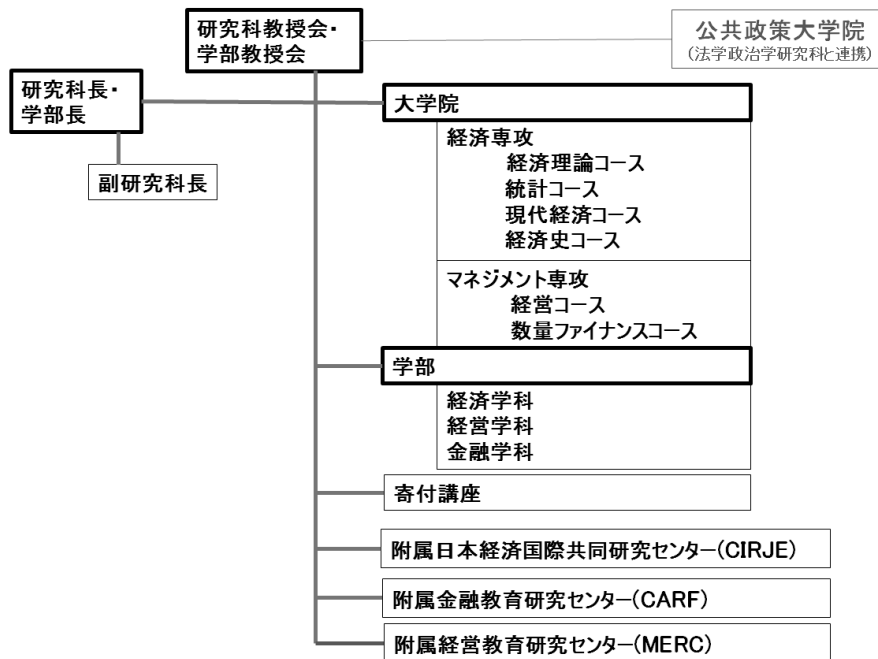 研究科教授会・
学部教授会
公共政策大学院
(法学政治学研究科と連携)
研究科長・
学部長
副研究科長
大学院
経済専攻
経済理論コース
統計コース
現代経済コース
経済史コース
マネジメント専攻
経営コース
数量ファイナンスコース
学部
経済学科
経営学科
金融学科
寄付講座
附属日本経済国際共同研究センター(CIRJE)
附属金融教育研究センター(CARF)
附属経営教育研究センター(MERC)